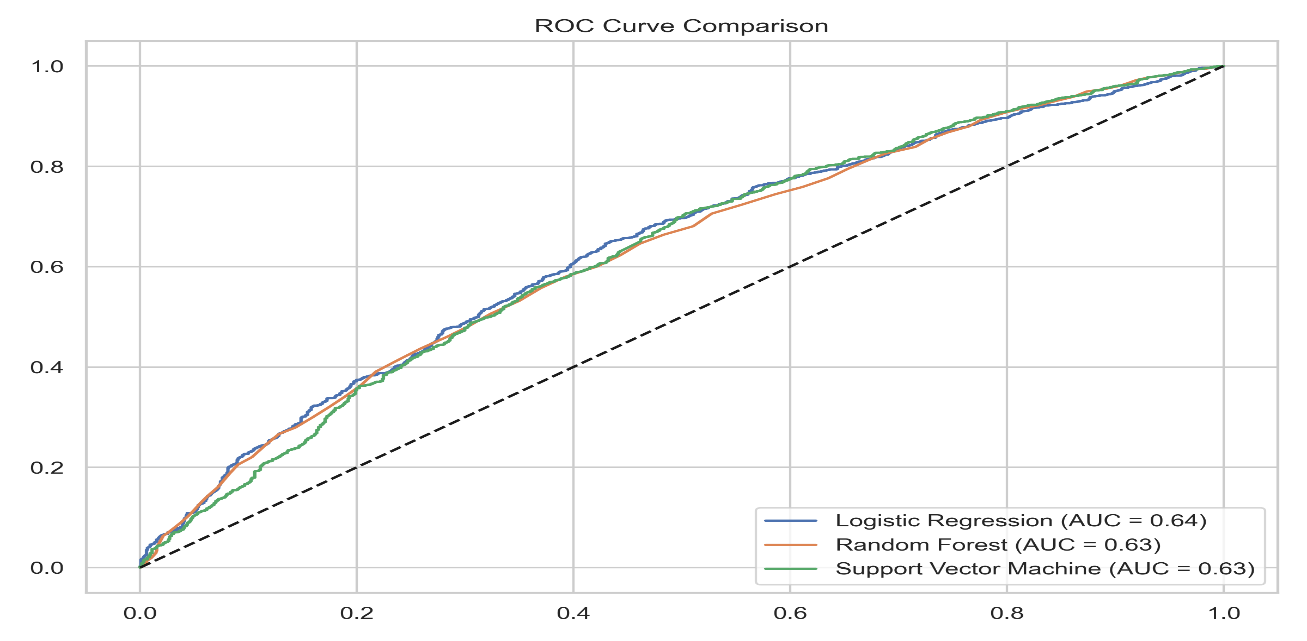 ROC Curve Comparison
1.0
0.8
0.6
0.4
0.2
0.0
Logistic Regression (AUC = 0.64)
Random Forest (AUC = 0.63)
Support Vector Machine (AUC = 0.63)
0.0 0.2 0.4 0.6 0.8 1.0